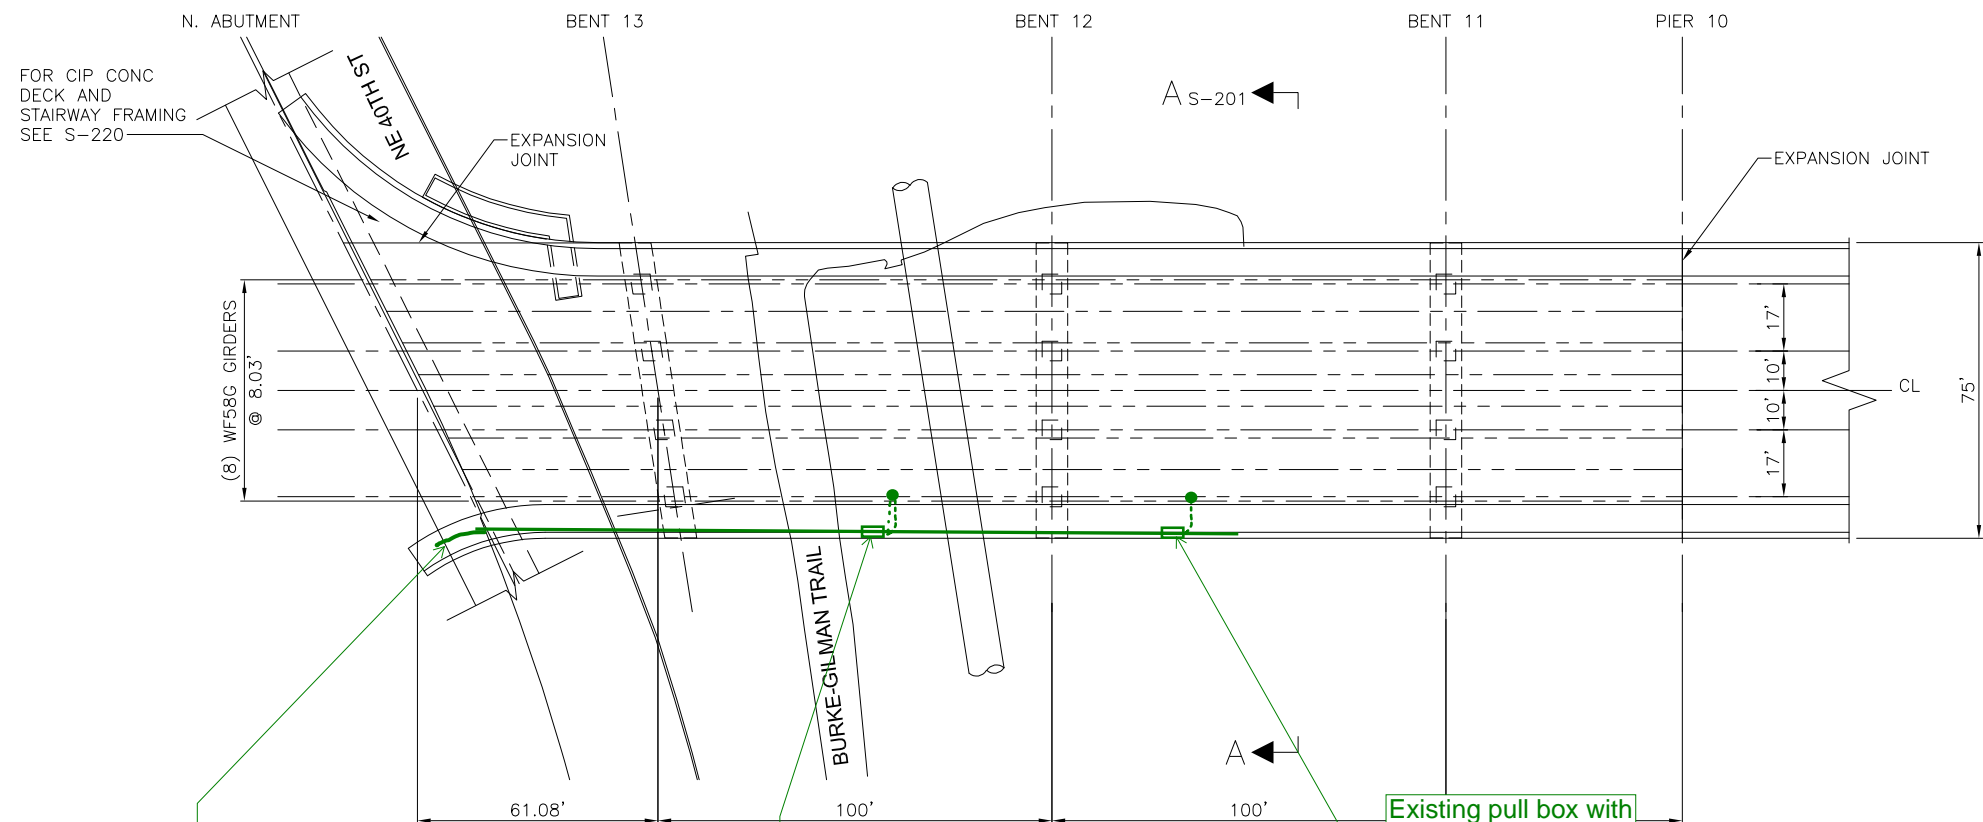 N. ABUTMENT
BENT 13
BENT 12
BENT 11
PIER 10
FOR CIP CONC
DECK AND
STAIRWAY FRAMING
SEE S-220
NE 40TH ST
EXPANSION
JOINT
A S-201
EXPANSION JOINT
(8) WF58G GIRDERS
@ 8.03'
17'
10'
10'
17'
CL
75'
BURKE-GILMAN TRAIL
A
61.08'
100'
100'
Existing pull box with